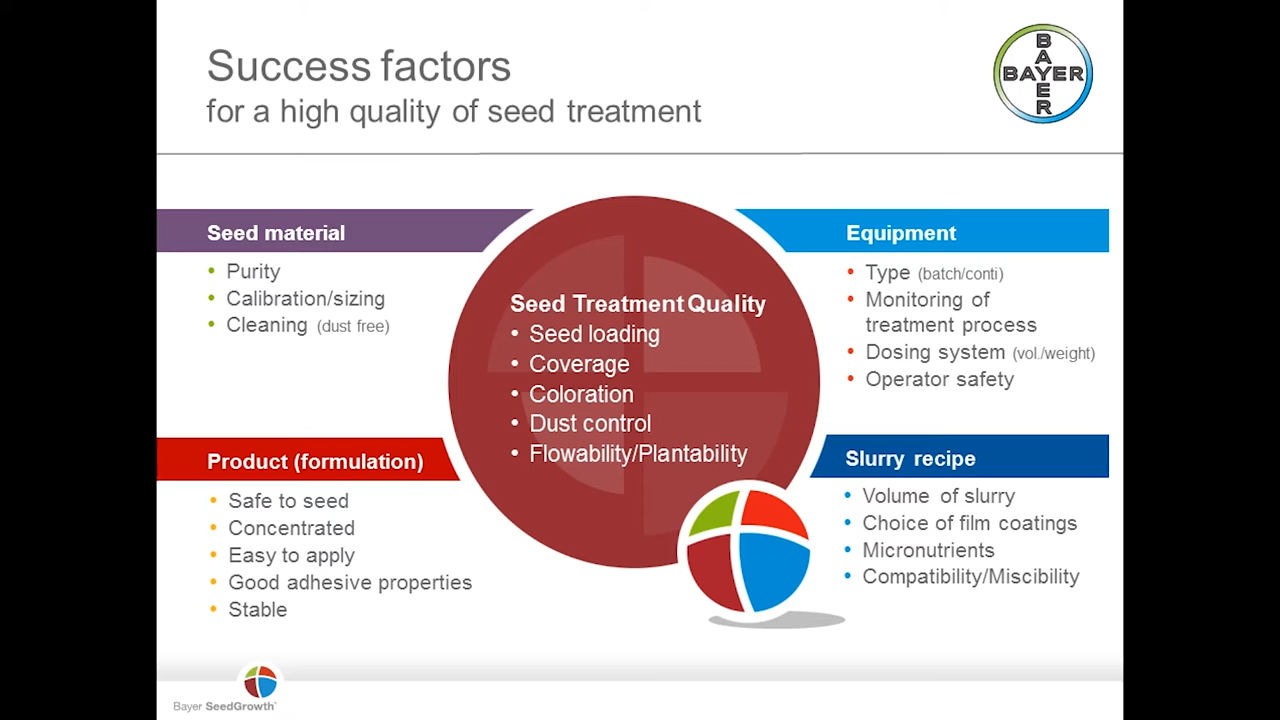 Success factors
for a high quality of seed treatment
B
A
BAYER
E
R
Seed material
• Purity
• Calibration/sizing
• Cleaning (dust free)
Seed Treatment Quality
• Seed loading
• Coverage
• Coloration
• Dust control
• Flowability/Plantability
Equipment
• Type (batch/conti)
• Monitoring of
treatment process
• Dosing system (vol./weight)
• Operator safety
Product (formulation)
• Safe to seed
• Concentrated
• Easy to apply
• Good adhesive properties
• Stable
Slurry recipe
• Volume of slurry
• Choice of film coatings
• Micronutrients
• Compatibility/Miscibility
Bayer SeedGrowth™